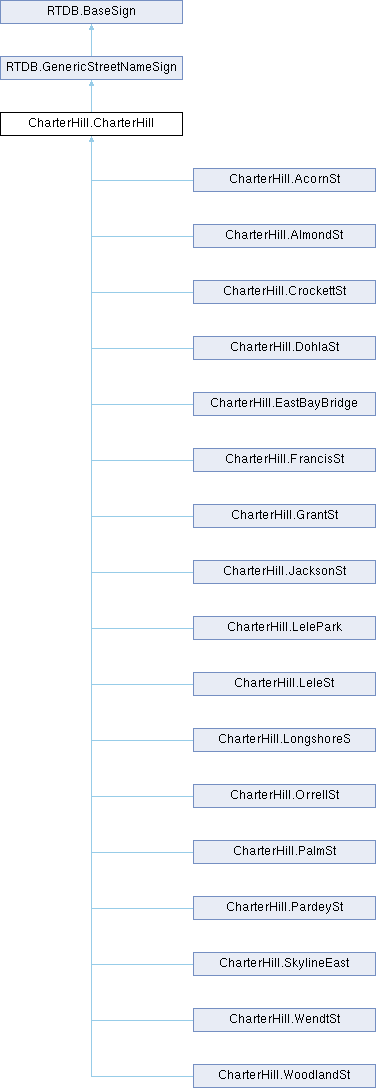 RTDB.BaseSign
RTDB.GenericStreetNameSign
CharterHill.CharterHill
CharterHill.AcornSt
CharterHill.AlmondSt
CharterHill.CrockettSt
CharterHill.DohlaSt
CharterHill.EastBayBridge
CharterHill.FrancisSt
CharterHill.GrantSt
CharterHill.JacksonSt
CharterHill.LelePark
CharterHill.LeleSt
CharterHill.LongshoreS
CharterHill.OrrellSt
CharterHill.PalmSt
CharterHill.PardeySt
CharterHill.SkylineEast
CharterHill.WendtSt
CharterHill.WoodlandSt